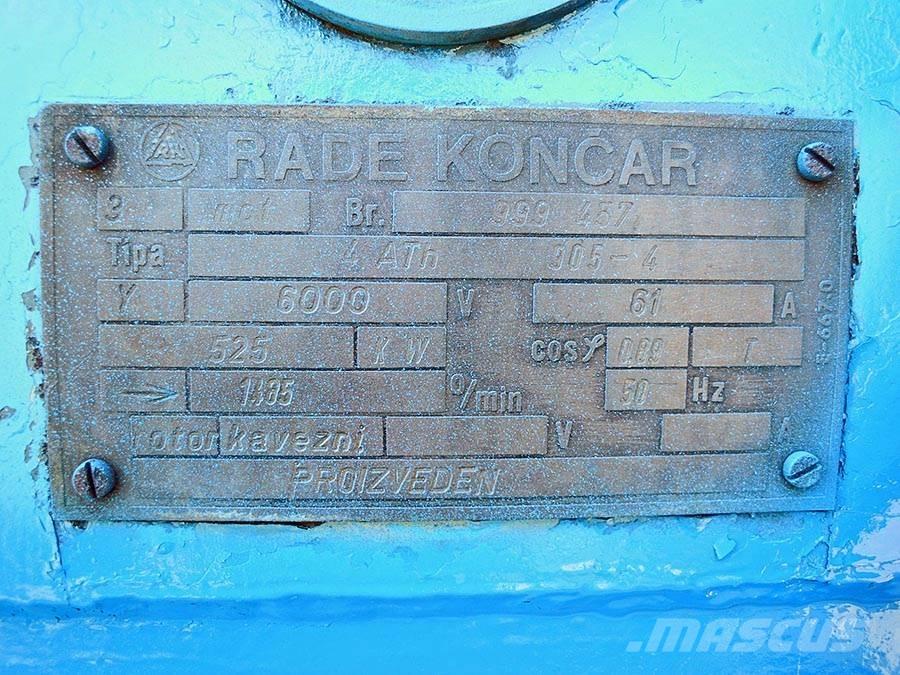 RADE KONČAR
3 mot Br. 999 457
Tipa 4 ATh 905-4
Y 6000 V 61 A
525 KW cosφ 0.89 T
→ 1485 o/min 50 Hz
rotor kavezni V A
PROIZVEDEN
mascus